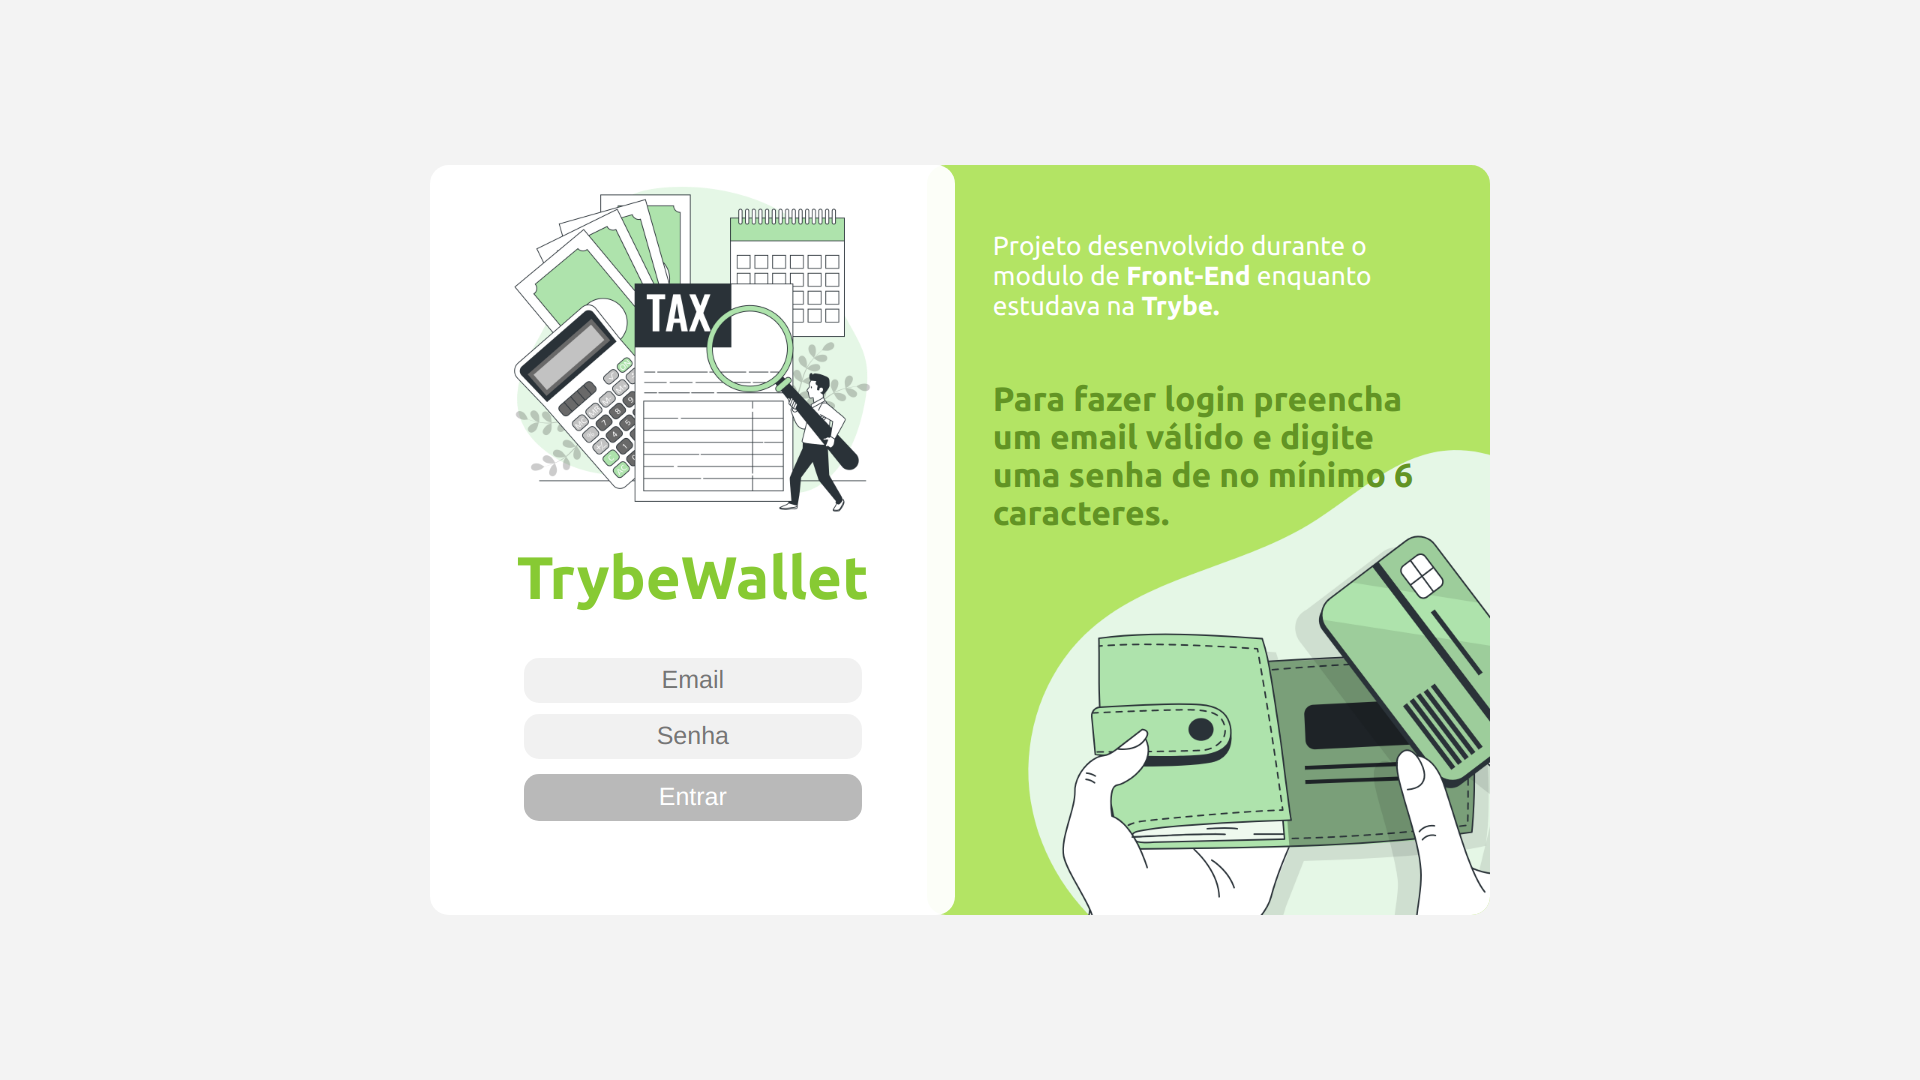 TAX
TrybeWallet
Email
Senha
Entrar
Projeto desenvolvido durante o
modulo de Front-End enquanto
estudava na Trybe.
Para fazer login preencha
um email válido e digite
uma senha de no mínimo 6
caracteres.